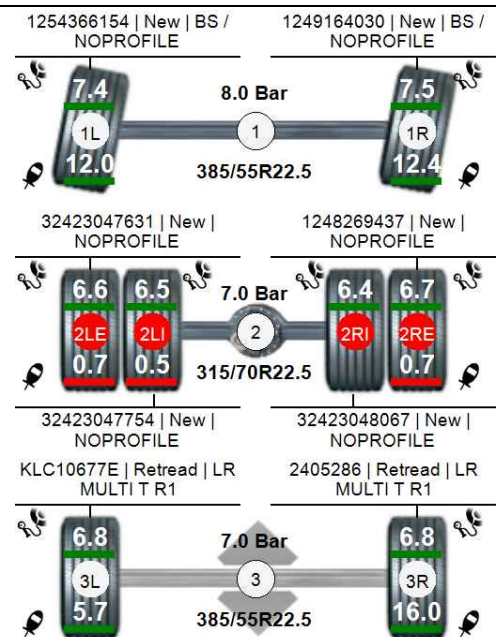 1254366154 | New | BS /
NOPROFILE
1249164030 | New | BS /
NOPROFILE
7.4
8.0 Bar
7.5
1L
1
1R
12.0
385/55R22.5
12.4
32423047631 | New |
NOPROFILE
1248269437 | New |
NOPROFILE
6.6
6.5
7.0 Bar
6.4
6.7
2LE
2LI
2
2RI
2RE
0.7
0.5
315/70R22.5
0.7
32423047754 | New |
NOPROFILE
32423048067 | New |
NOPROFILE
KLC10677E | Retread | LR
MULTI T R1
2405286 | Retread | LR
MULTI T R1
6.8
7.0 Bar
6.8
3L
3
3R
5.7
385/55R22.5
16.0